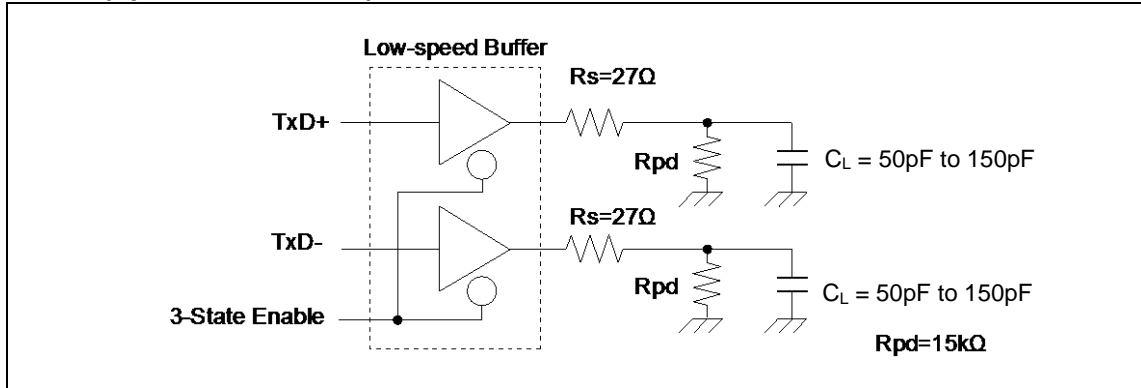 Low-speed Buffer
Rs=27Ω
TxD+
Rpd
CL = 50pF to 150pF
Rs=27Ω
TxD-
Rpd
CL = 50pF to 150pF
3-State Enable
Rpd=15kΩ